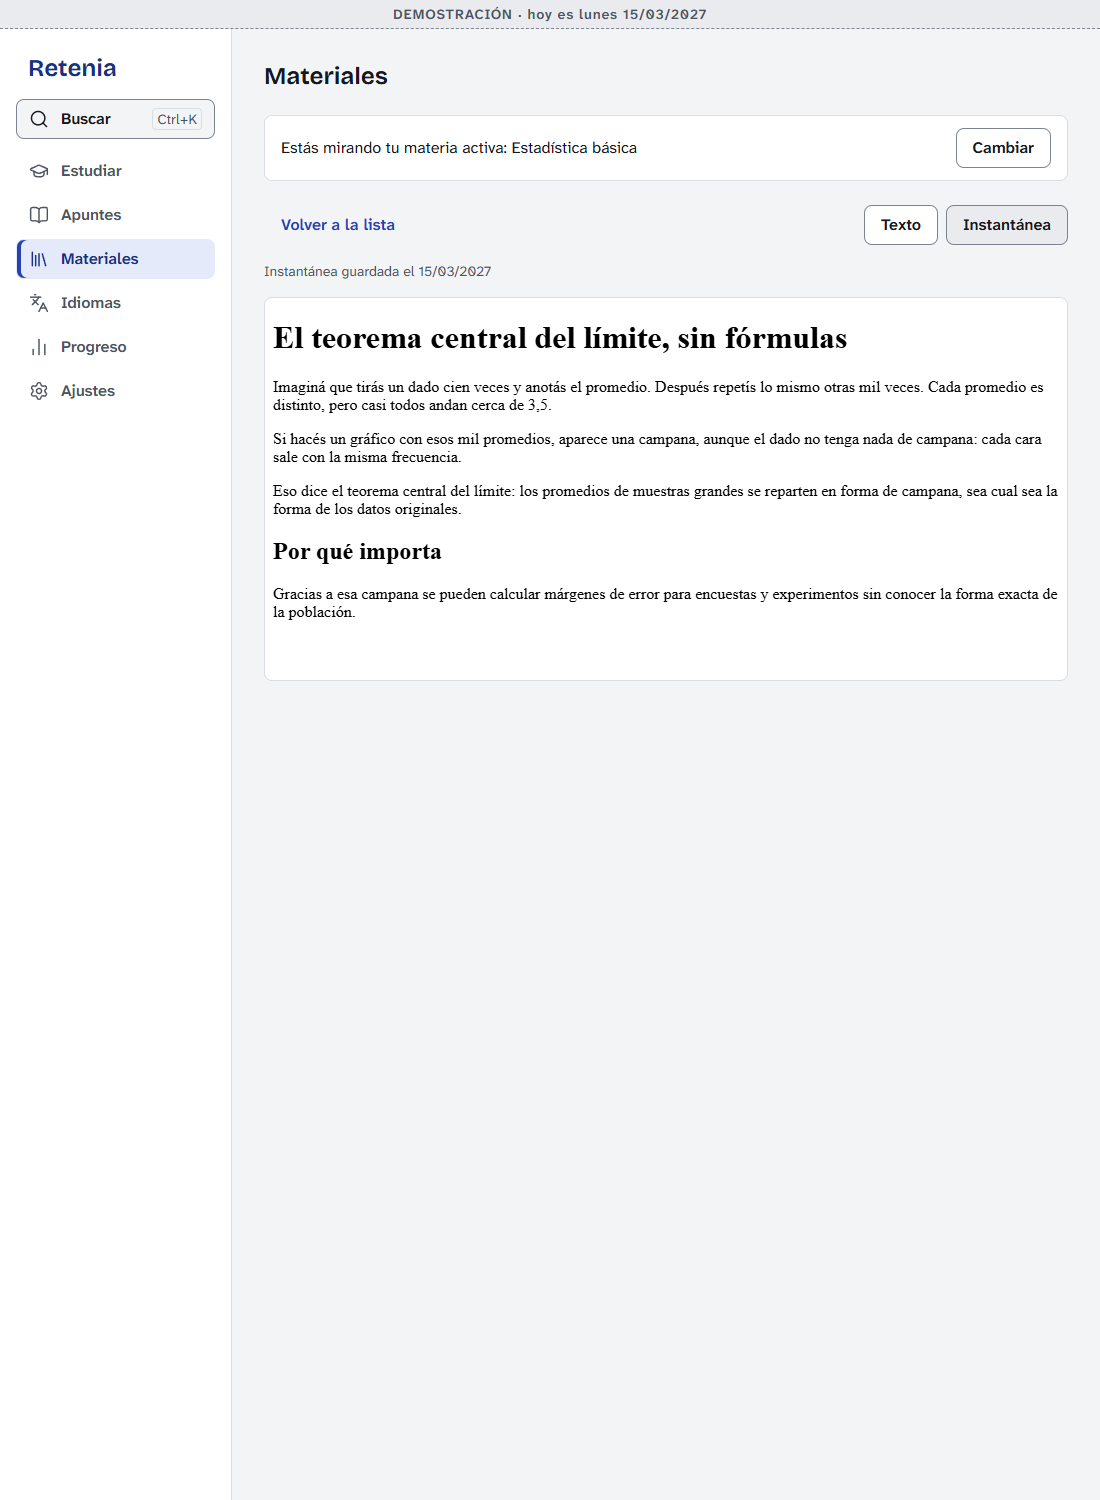 DEMOSTRACIÓN · hoy es lunes 15/03/2027
Retenia
Buscar Ctrl+K
Estudiar
Apuntes
Materiales
Idiomas
Progreso
Ajustes
Materiales
Estás mirando tu materia activa: Estadística básica
Cambiar
Volver a la lista
Texto
Instantánea
Instantánea guardada el 15/03/2027
El teorema central del límite, sin fórmulas
Imaginá que tirás un dado cien veces y anotás el promedio. Después repetís lo mismo otras mil veces. Cada promedio es
distinto, pero casi todos andan cerca de 3,5.
Si hacés un gráfico con esos mil promedios, aparece una campana, aunque el dado no tenga nada de campana: cada cara
sale con la misma frecuencia.
Eso dice el teorema central del límite: los promedios de muestras grandes se reparten en forma de campana, sea cual sea la
forma de los datos originales.
Por qué importa
Gracias a esa campana se pueden calcular márgenes de error para encuestas y experimentos sin conocer la forma exacta de
la población.